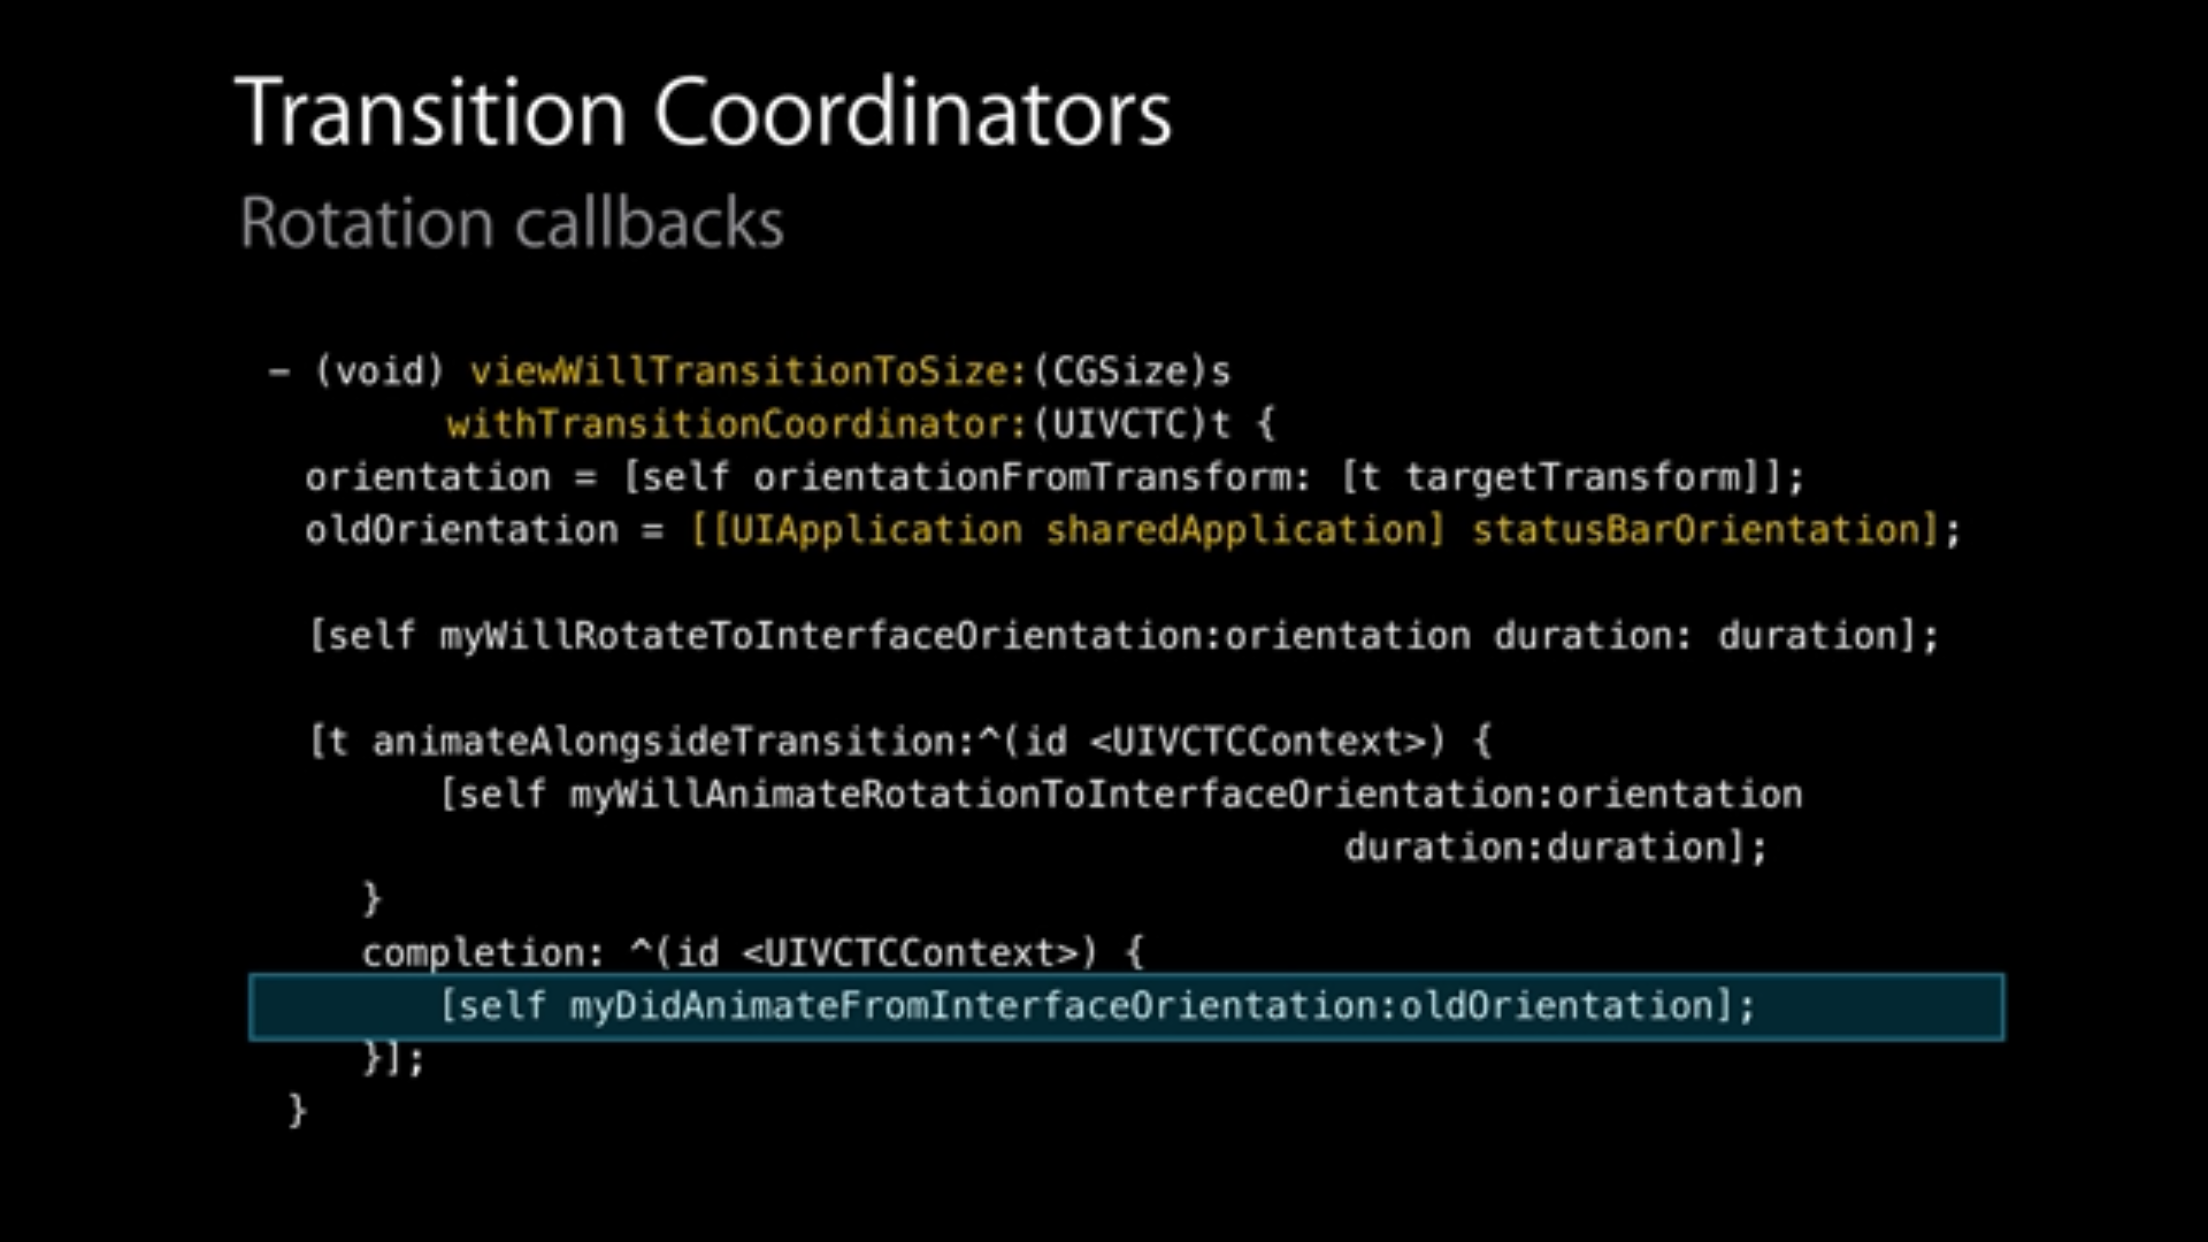 Transition Coordinators
Rotation callbacks
– (void) viewWillTransitionToSize:(CGSize)s
withTransitionCoordinator:(UIVCTC)t {
orientation = [self orientationFromTransform: [t targetTransform]];
oldOrientation = [[UIApplication sharedApplication] statusBarOrientation];
[self myWillRotateToInterfaceOrientation:orientation duration: duration];
[t animateAlongsideTransition:^(id <UIVCTCContext>) {
[self myWillAnimateRotationToInterfaceOrientation:orientation
duration:duration];
}
completion: ^(id <UIVCTCContext>) {
[self myDidAnimateFromInterfaceOrientation:oldOrientation];
}];
}